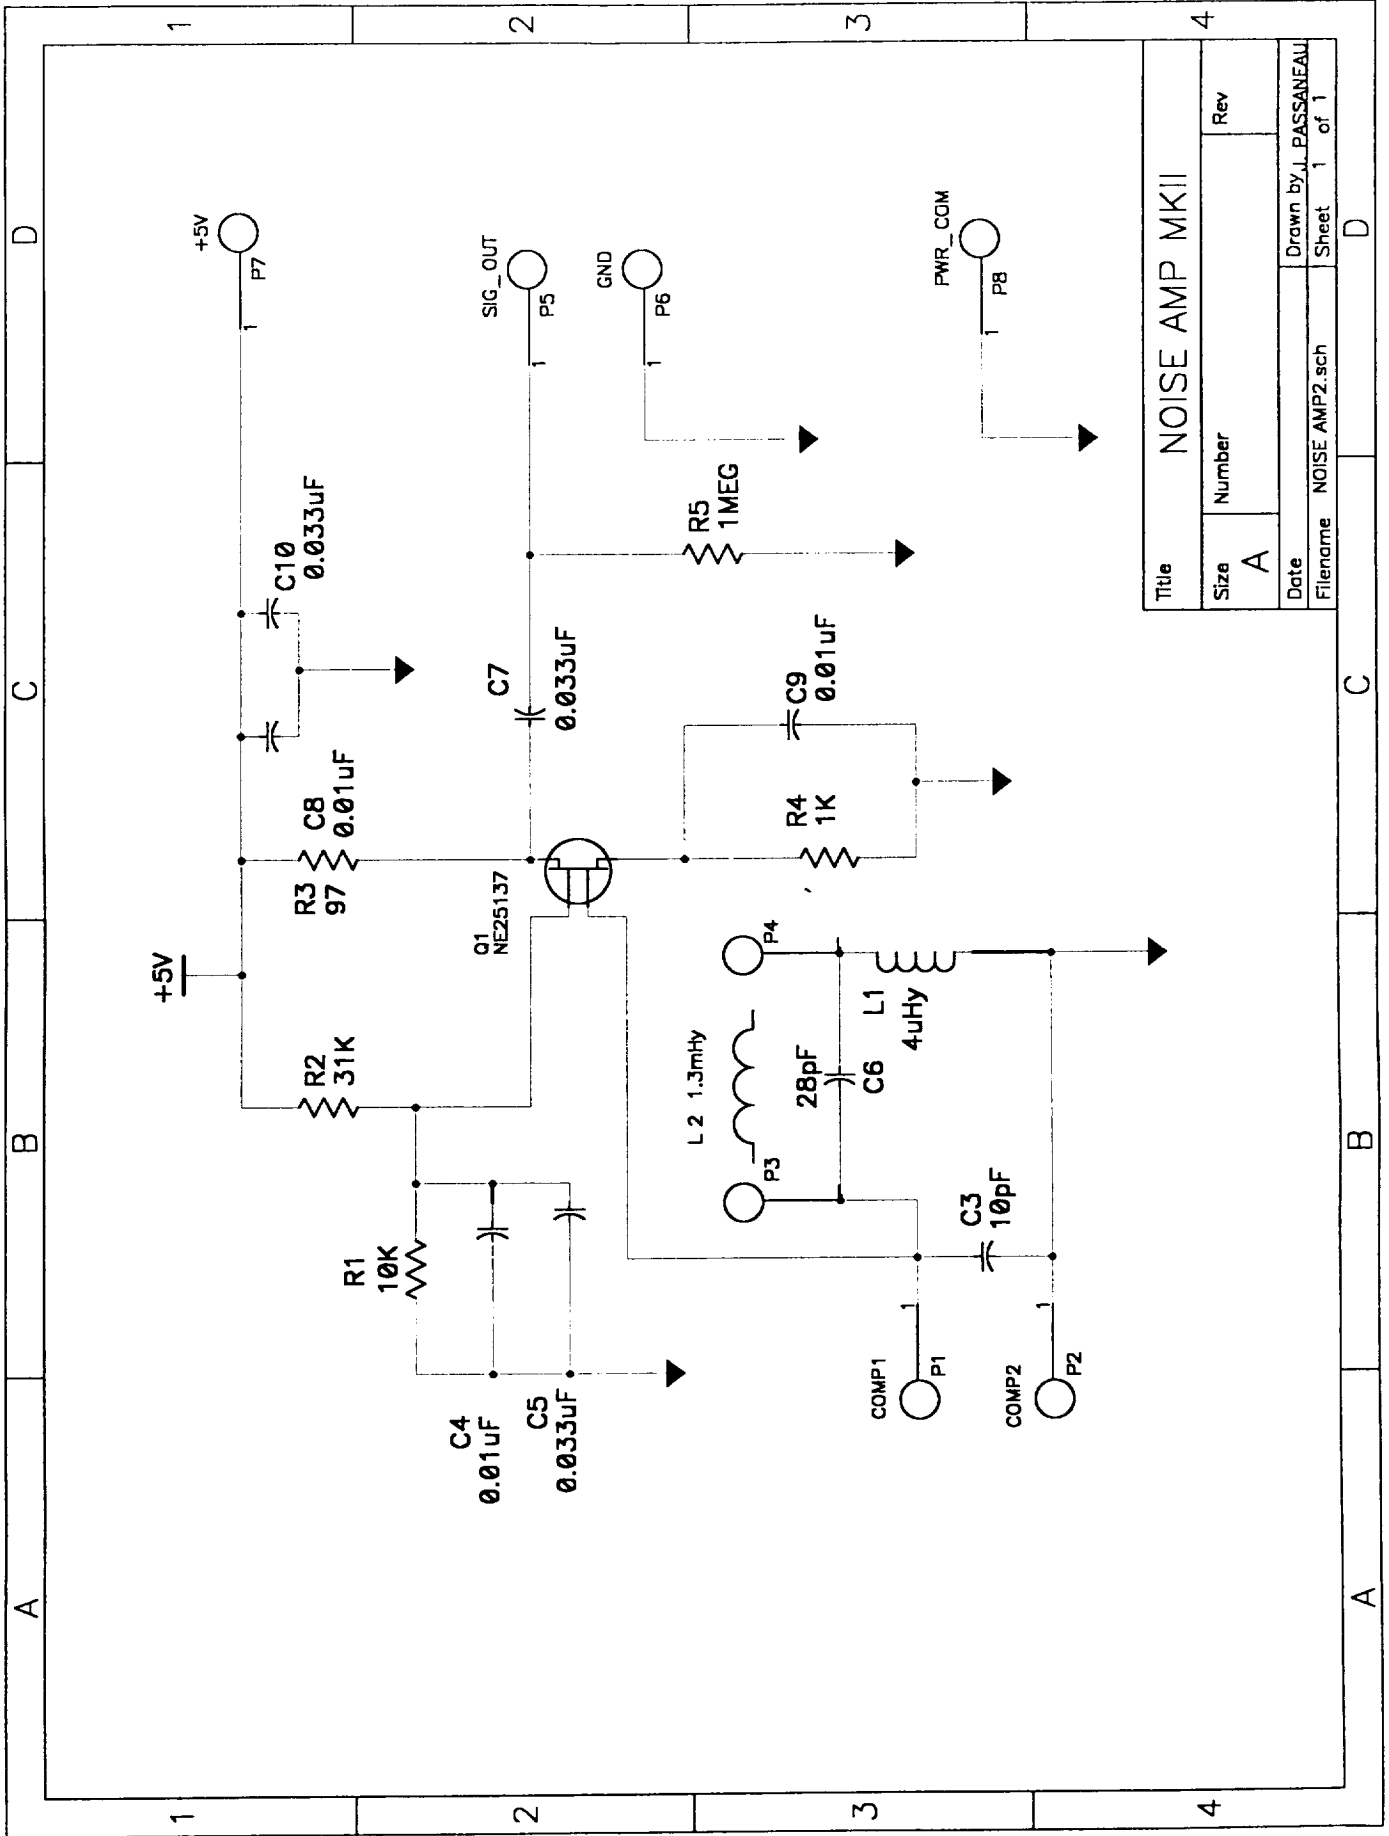 A
B
C
D
1
2
3
4
+5V
+5V
1
P7
R2
31K
R3
97
C8
0.01uF
C10
0.033uF
R1
10K
C4
0.01uF
C5
0.033uF
Q1
NE25137
C7
0.033uF
SIG_OUT
1
P5
GND
1
P6
R5
1MEG
L 2 1.3mHy
P3
P4
28pF
C6
L1
4uHy
R4
1K
C9
0.01uF
PWR_COM
1
P8
COMP1
1
P1
COMP2
1
P2
C3
10pF
Title
NOISE AMP MKII
Size
A
Number
Rev
Date
Drawn by J. PASSANEAU
Filename NOISE AMP2.sch
Sheet 1 of 1
1
2
3
4
A
B
C
D